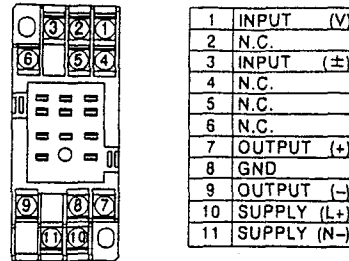 3 2 1
6 5 4
9 8 7
11 10
1 INPUT (V)
2 N.C.
3 INPUT (±)
4 N.C.
5 N.C.
6 N.C.
7 OUTPUT (+)
8 GND
9 OUTPUT (-)
10 SUPPLY (L+)
11 SUPPLY (N-)